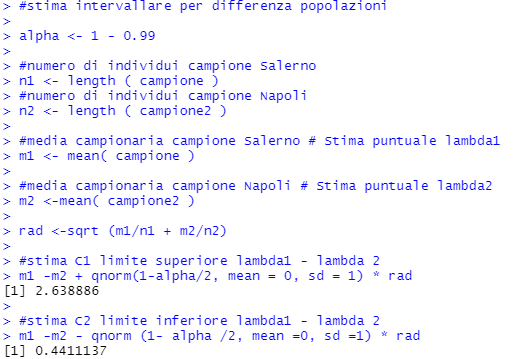 > #stima intervallare per differenza popolazioni
>
> alpha <- 1 - 0.99
>
> #numero di individui campione Salerno
> n1 <- length ( campione )
> #numero di individui campione Napoli
> n2 <- length ( campione2 )
>
> #media campionaria campione Salerno # Stima puntuale lambda1
> m1 <- mean( campione )
>
> #media campionaria campione Napoli # Stima puntuale lambda2
> m2 <-mean( campione2 )
>
> rad <-sqrt (m1/n1 + m2/n2)
>
> #stima C1 limite superiore lambda1 - lambda 2
> m1 -m2 + qnorm(1-alpha/2, mean = 0, sd = 1) * rad
[1] 2.638886
>
> #stima C2 limite inferiore lambda1 - lambda 2
> m1 -m2 - qnorm (1- alpha /2, mean =0, sd =1) * rad
[1] 0.4411137